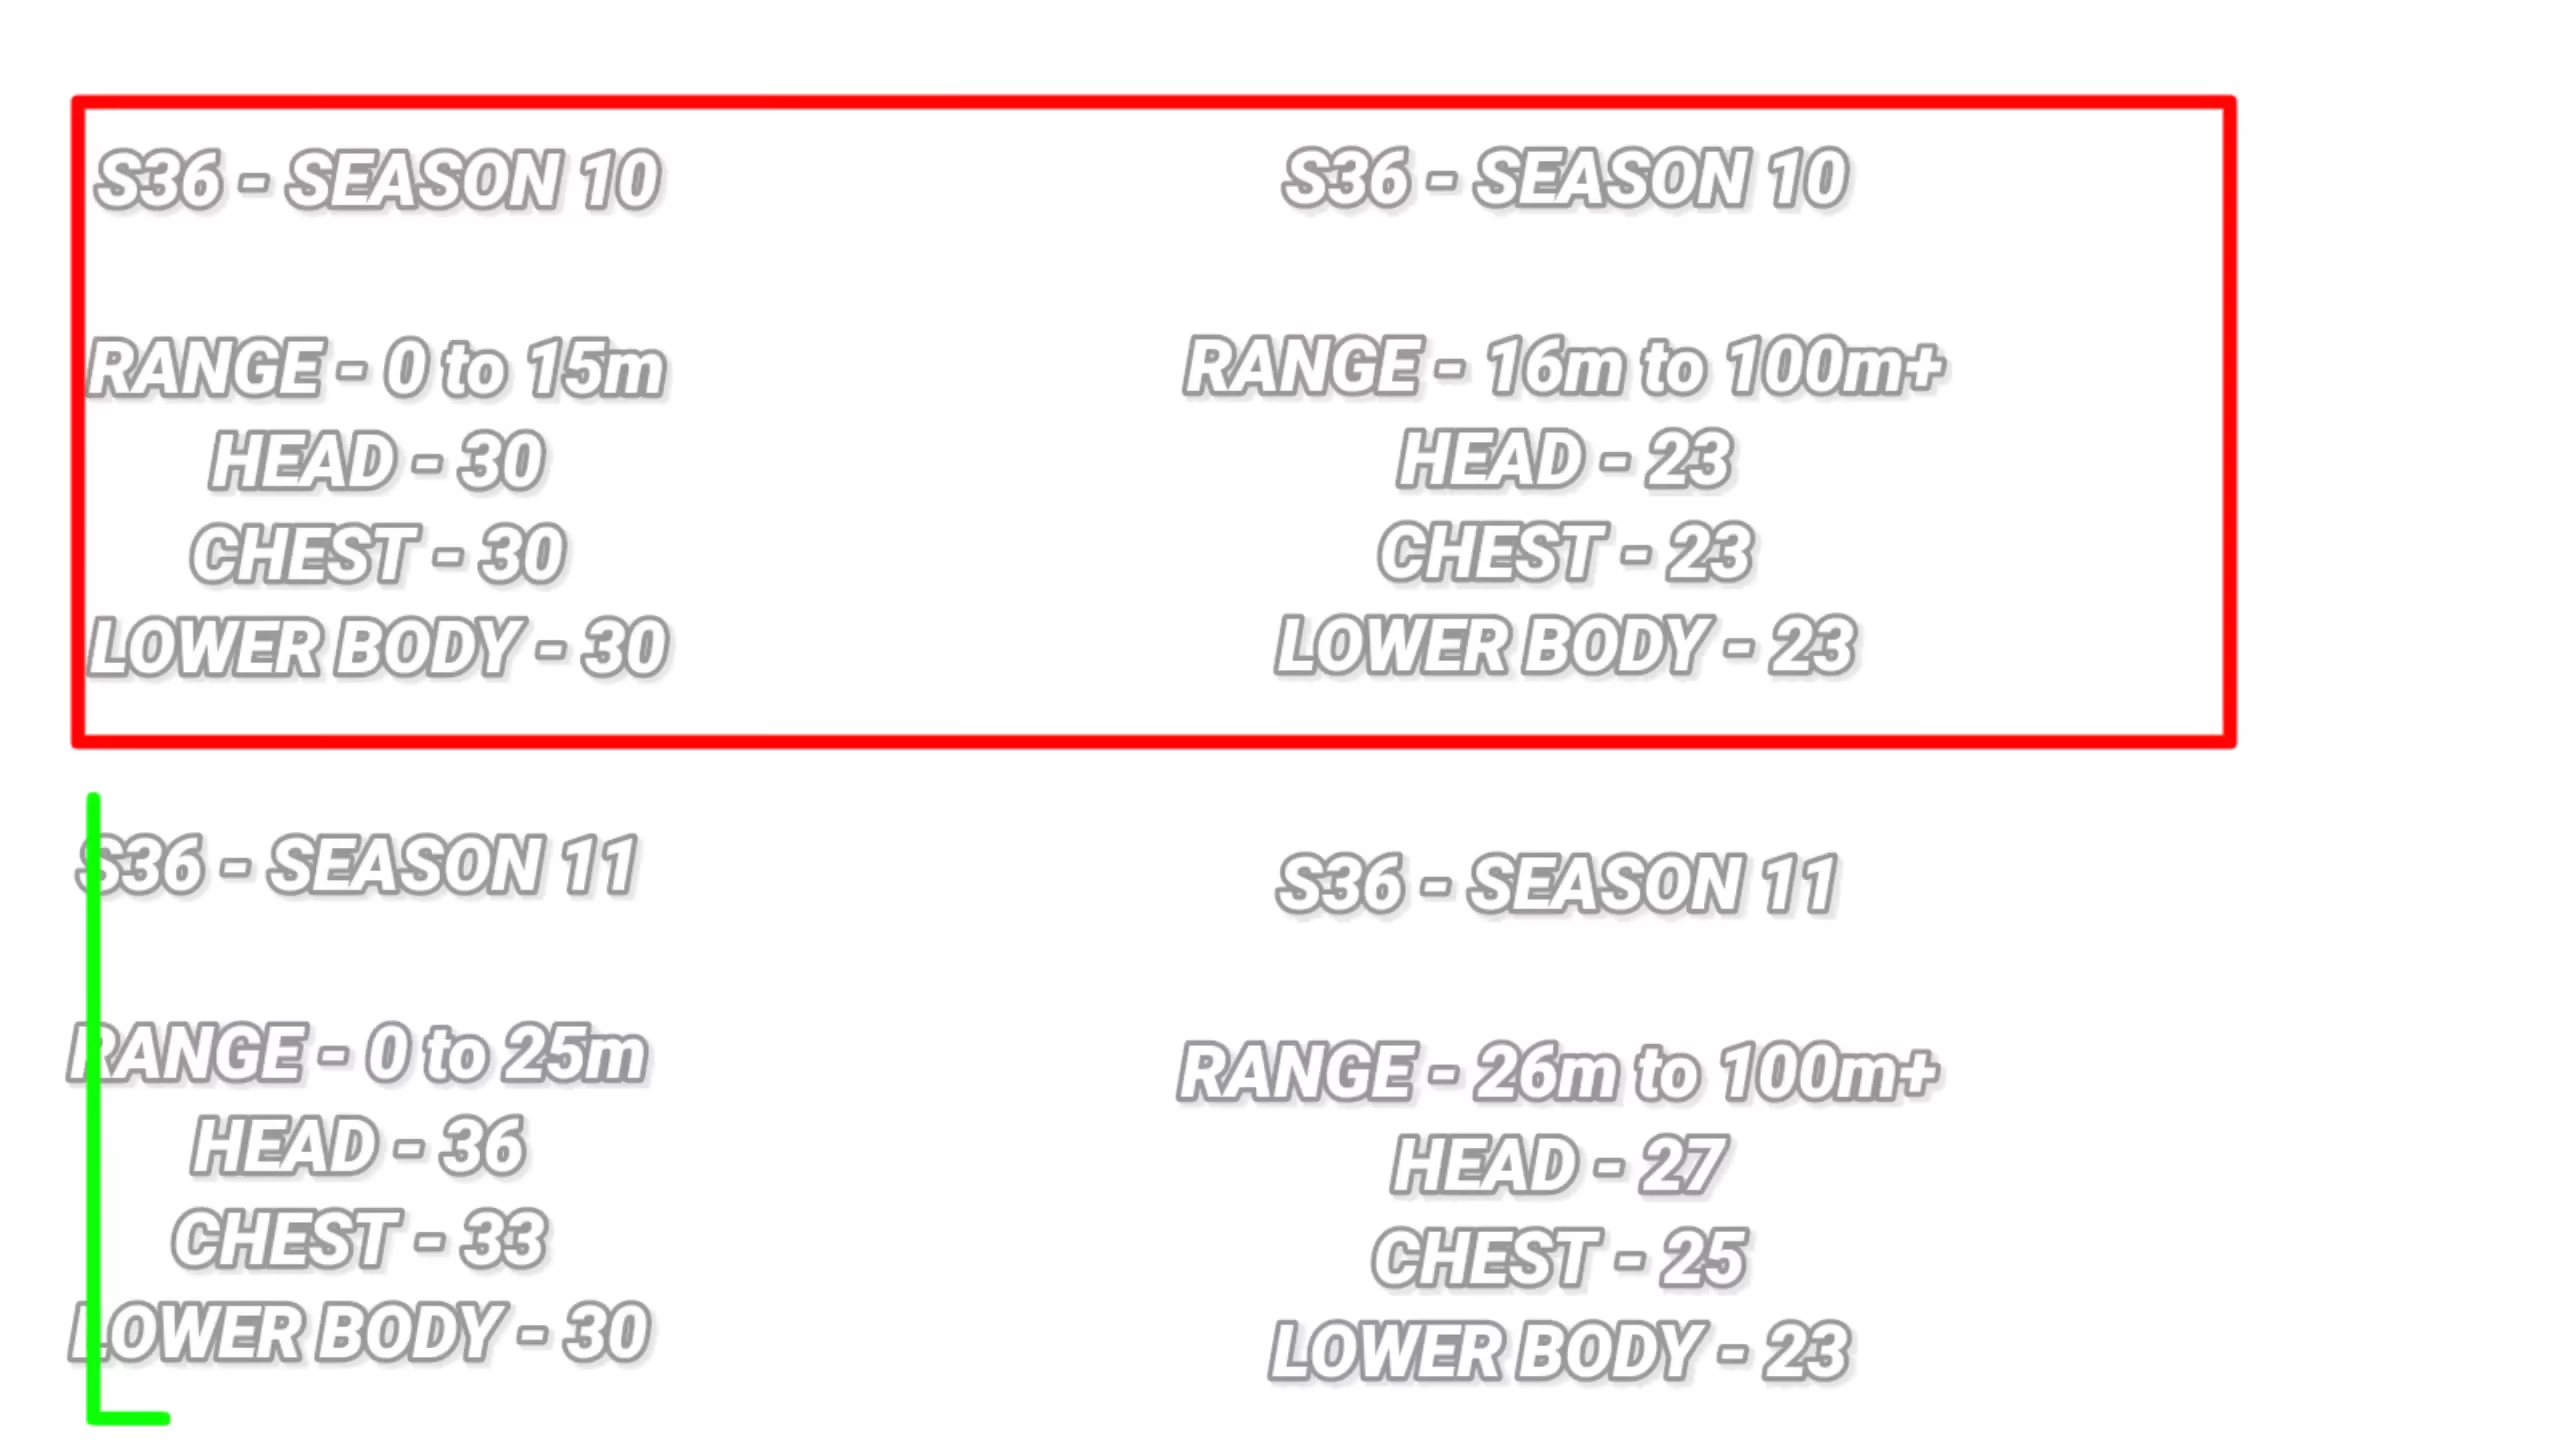 S36 - SEASON 10
RANGE - 0 to 15m
HEAD - 30
CHEST - 30
LOWER BODY - 30
S36 - SEASON 10
RANGE - 16m to 100m+
HEAD - 23
CHEST - 23
LOWER BODY - 23
S36 - SEASON 11
RANGE - 0 to 25m
HEAD - 36
CHEST - 33
LOWER BODY - 30
S36 - SEASON 11
RANGE - 26m to 100m+
HEAD - 27
CHEST - 25
LOWER BODY - 23